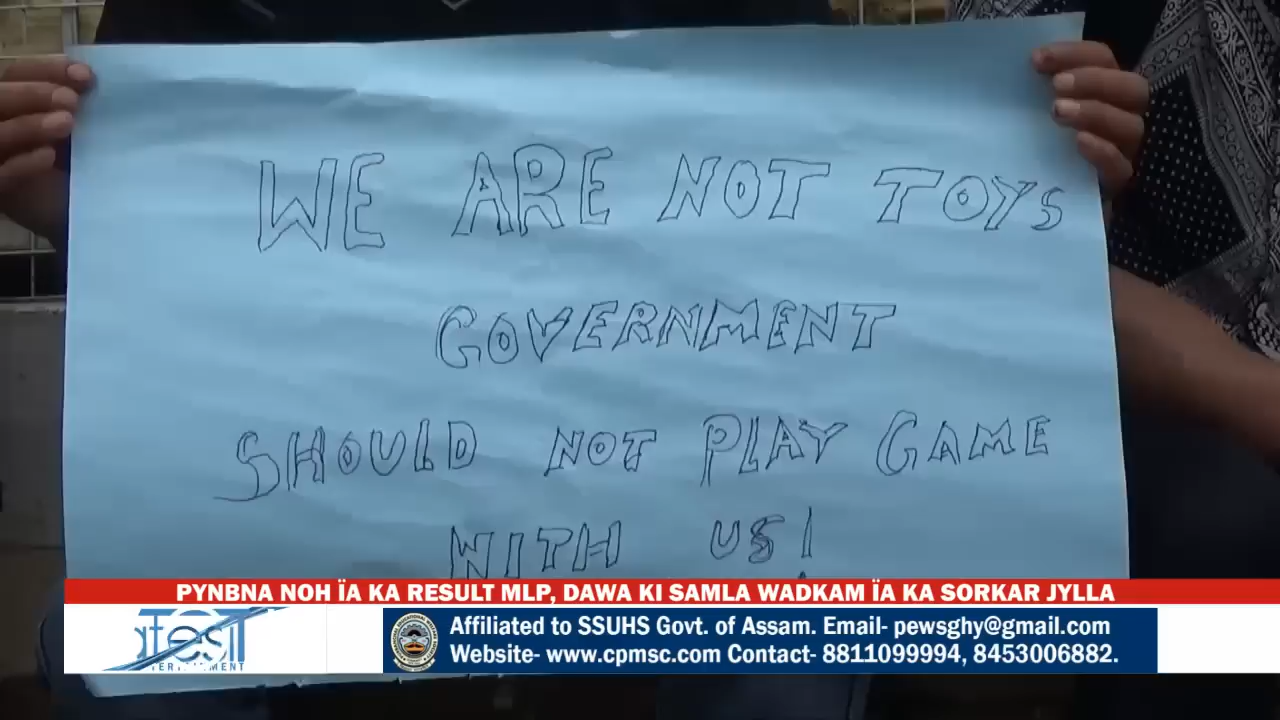 WE ARE NOT TOYS
GOVERNMENT
SHOULD NOT PLAY GAME
WITH US!
PYNBNA NOH ÏA KA RESULT MLP, DAWA KI SAMLA WADKAM ÏA KA SORKAR JYLLA
Affiliated to SSUHS Govt. of Assam. Email- pewsghy@gmail.com
Website- www.cpmsc.com Contact- 8811099994, 8453006882.